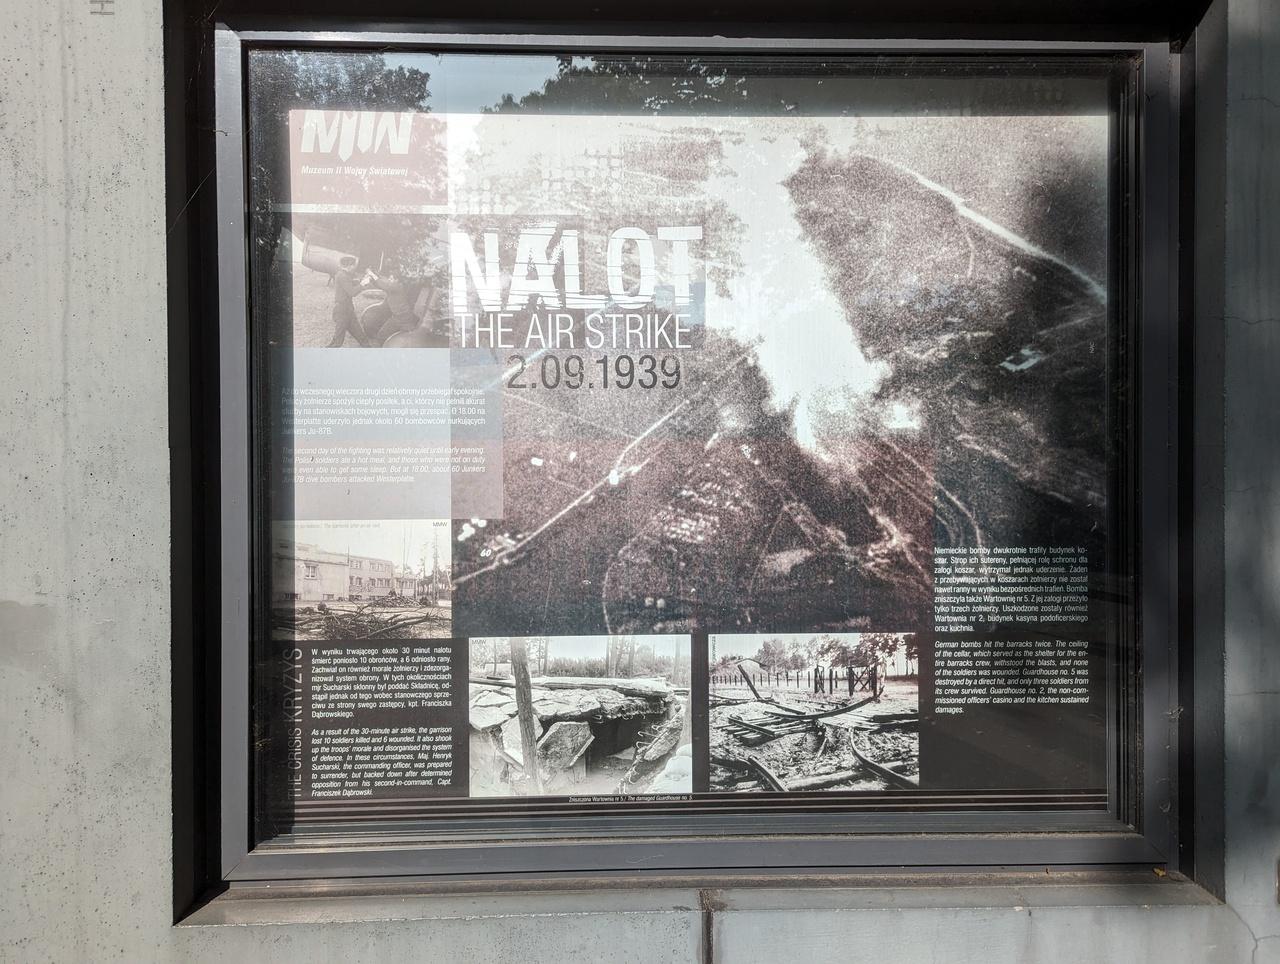 MIIW
Muzeum II Wojny Światowej
NALOT
THE AIR STRIKE
2.09.1939
Aż do wczesnego wieczora drugi dzień obrony przebiegał spokojnie.
Polscy żołnierze spożyli ciepły posiłek, a ci, którzy nie pełnili akurat
służby na stanowiskach bojowych, mogli się przespać. O 18.00 na
Westerplatte uderzyło jednak około 60 bombowców nurkujących
Junkers Ju-87B.
The second day of the fighting was relatively quiet until early evening.
The Polish soldiers ate a hot meal, and those who were not on duty
were even able to get some sleep. But at 18.00, about 60 Junkers
Ju-87B dive bombers attacked Westerplatte.
MMW
60
THE CRISIS KRYZYS
W wyniku trwającego około 30 minut nalotu
śmierć poniosło 10 obrońców, a 6 odniosło rany.
Zachwiał on również morale żołnierzy i zdezorga-
nizował system obrony. W tych okolicznościach
mjr Sucharski skłonny był poddać Składnicę, od-
stąpił jednak od tego wobec stanowczego sprze-
ciwu ze strony swego zastępcy, kpt. Franciszka
Dąbrowskiego.
As a result of the 30-minute air strike, the garrison
lost 10 soldiers killed and 6 wounded. It also shook
up the troops' morale and disorganised the system
of defence. In these circumstances, Maj. Henryk
Sucharski, the commanding officer, was prepared
to surrender, but backed down after determined
opposition from his second-in-command, Capt.
Franciszek Dąbrowski.
MMW
Zniszczona Wartownia nr 5 / The damaged Guardhouse no. 5
Niemieckie bomby dwukrotnie trafiły budynek ko-
szar. Strop ich sutereny, pełniącej rolę schronu dla
załogi koszar, wytrzymał jednak uderzenie. Żaden
z przebywających w koszarach żołnierzy nie został
nawet ranny w wyniku bezpośrednich trafień. Bomba
zniszczyła także Wartownię nr 5. Z jej załogi przeżyło
tylko trzech żołnierzy. Uszkodzone zostały również
Wartownia nr 2, budynek kasyna podoficerskiego
oraz kuchnia.
German bombs hit the barracks twice. The ceiling
of the cellar, which served as the shelter for the en-
tire barracks crew, withstood the blasts, and none
of the soldiers was wounded. Guardhouse no. 5 was
destroyed by a direct hit, and only three soldiers from
its crew survived. Guardhouse no. 2, the non-com-
missioned officers' casino and the kitchen sustained
damages.